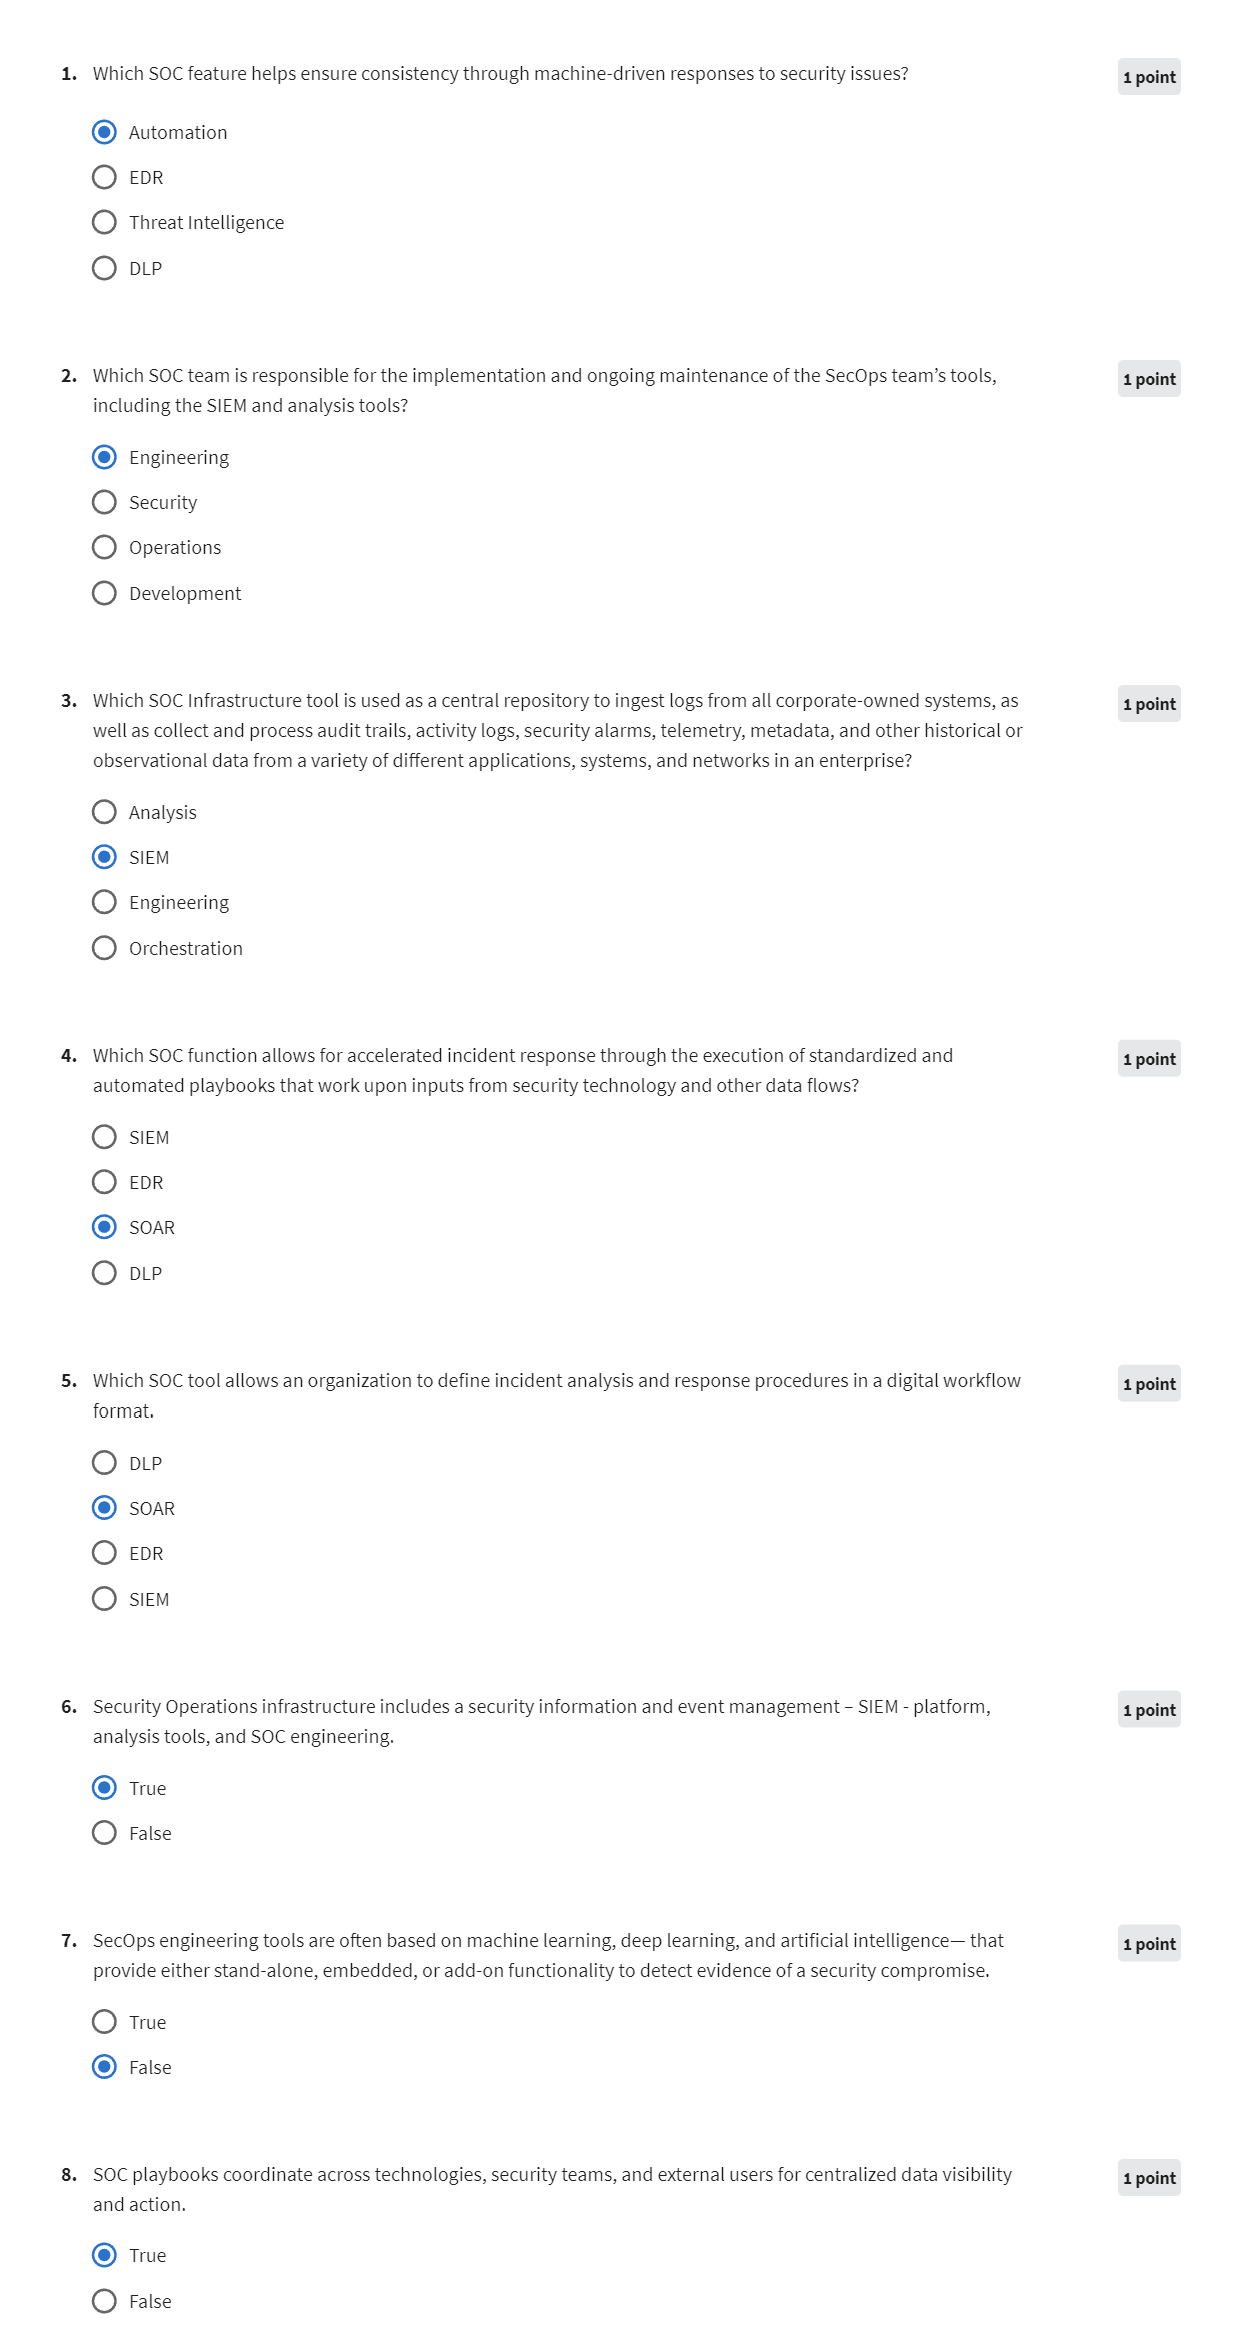 1. Which SOC feature helps ensure consistency through machine-driven responses to security issues?
1 point
Automation
EDR
Threat Intelligence
DLP
2. Which SOC team is responsible for the implementation and ongoing maintenance of the SecOps team’s tools,
including the SIEM and analysis tools?
1 point
Engineering
Security
Operations
Development
3. Which SOC Infrastructure tool is used as a central repository to ingest logs from all corporate-owned systems, as
well as collect and process audit trails, activity logs, security alarms, telemetry, metadata, and other historical or
observational data from a variety of different applications, systems, and networks in an enterprise?
1 point
Analysis
SIEM
Engineering
Orchestration
4. Which SOC function allows for accelerated incident response through the execution of standardized and
automated playbooks that work upon inputs from security technology and other data flows?
1 point
SIEM
EDR
SOAR
DLP
5. Which SOC tool allows an organization to define incident analysis and response procedures in a digital workflow
format.
1 point
DLP
SOAR
EDR
SIEM
6. Security Operations infrastructure includes a security information and event management – SIEM - platform,
analysis tools, and SOC engineering.
1 point
True
False
7. SecOps engineering tools are often based on machine learning, deep learning, and artificial intelligence— that
provide either stand-alone, embedded, or add-on functionality to detect evidence of a security compromise.
1 point
True
False
8. SOC playbooks coordinate across technologies, security teams, and external users for centralized data visibility
and action.
1 point
True
False